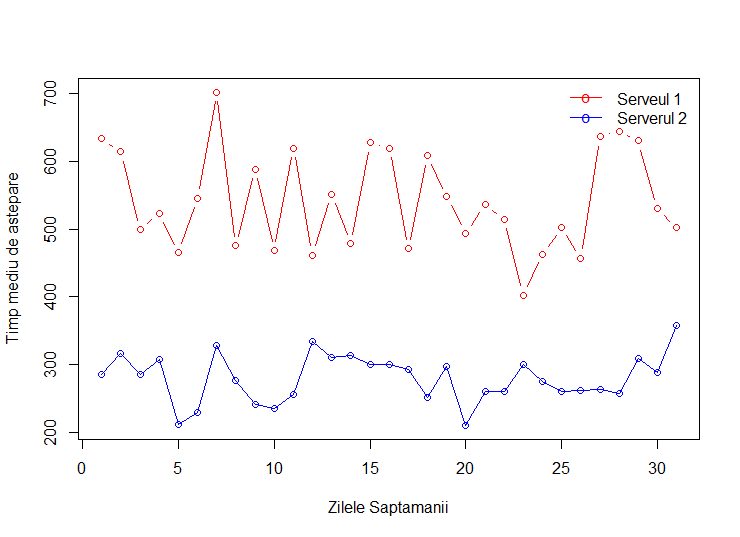 Serveul 1
Serverul 2
Timp mediu de astepare
700
600
500
400
300
200
0 5 10 15 20 25 30
Zilele Saptamanii